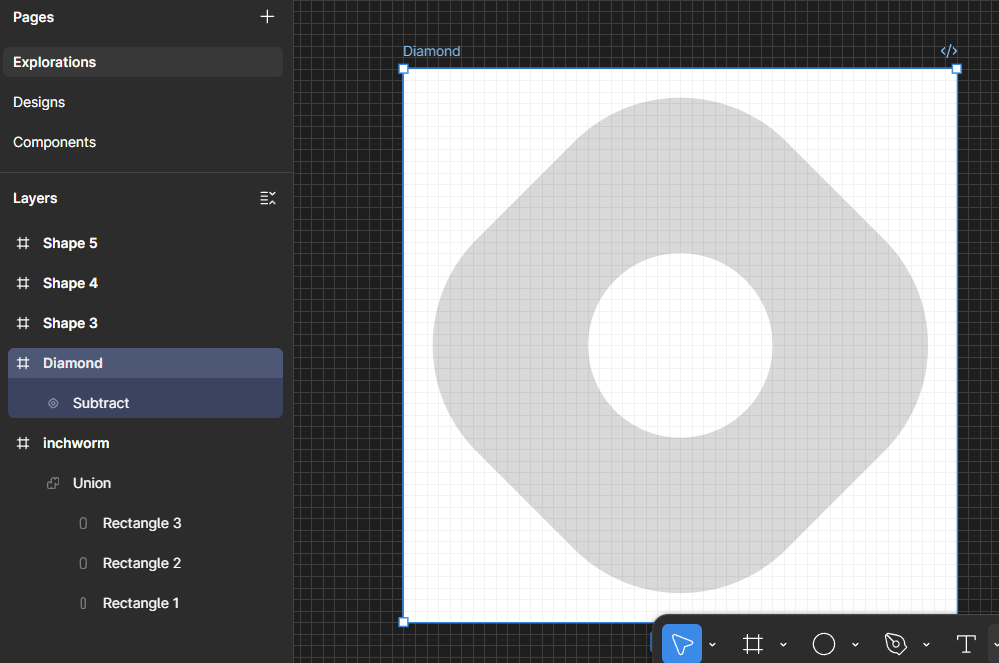 Pages
Explorations
Designs
Components
Layers
Shape 5
Shape 4
Shape 3
Diamond
Subtract
inchworm
Union
Rectangle 3
Rectangle 2
Rectangle 1
Diamond